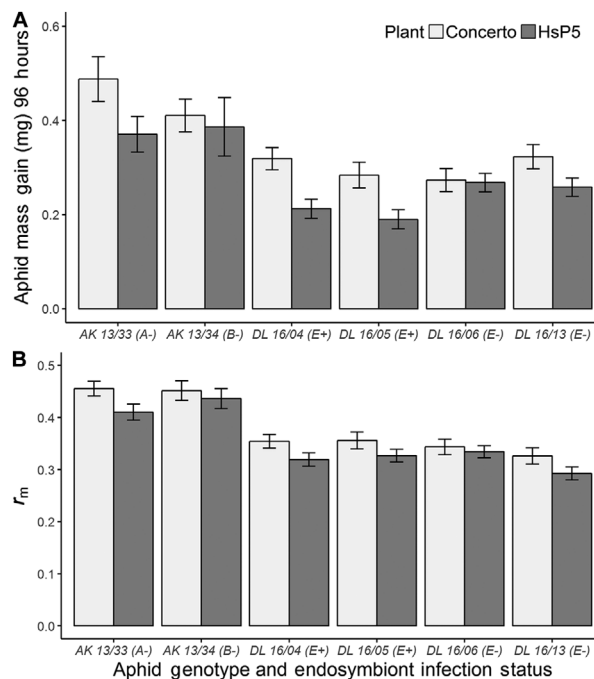 A
Aphid mass gain (mg) 96 hours
Plant Concerto HsP5
0.6
0.4
0.2
0.0
AK 13/33 (A-) AK 13/34 (B-) DL 16/04 (E+) DL 16/05 (E+) DL 16/06 (E-) DL 16/13 (E-)
B
rm
0.5
0.4
0.3
0.2
0.1
0.0
AK 13/33 (A-) AK 13/34 (B-) DL 16/04 (E+) DL 16/05 (E+) DL 16/06 (E-) DL 16/13 (E-)
Aphid genotype and endosymbiont infection status